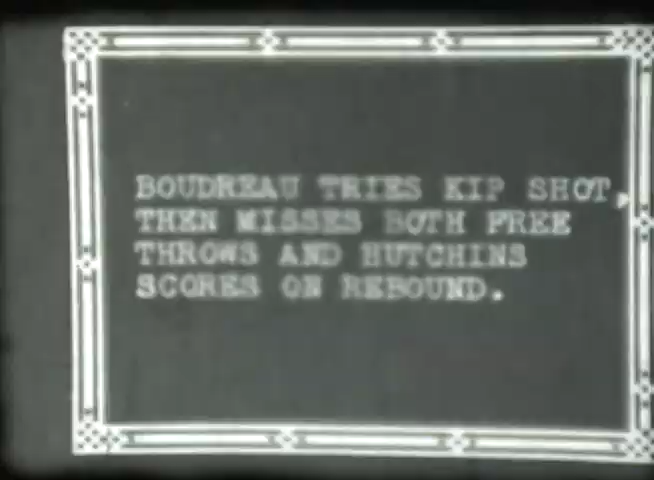 BOUDREAU TRIES KIP SHOT,
THEN MISSES BOTH FREE
THROWS AND HUTCHINS
SCORES ON REBOUND.